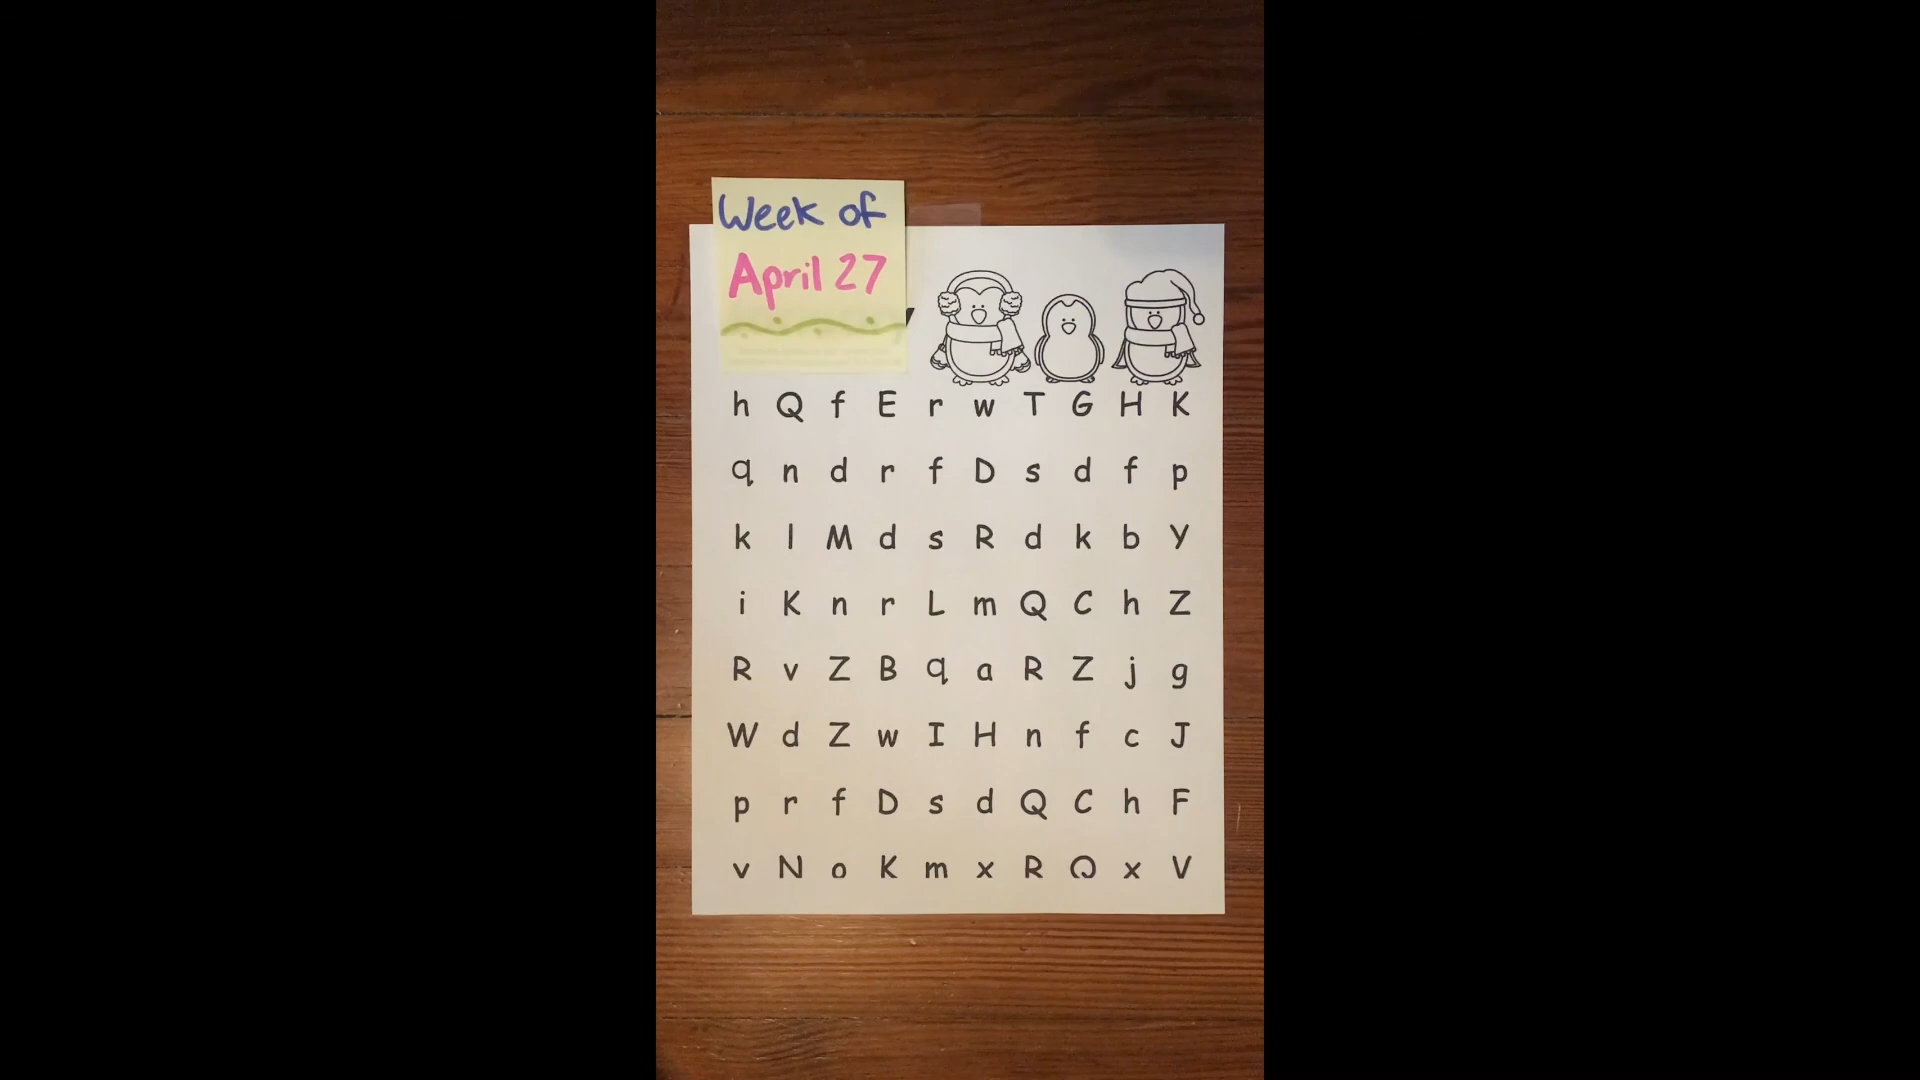 Week of
April 27
h Q f E r w T G H K
q n d r f D s d f p
k l M d s R d k b Y
i K n r L m Q C h Z
R v Z B q a R Z j g
W d Z w I H n f c J
p r f D s d Q C h F
v N o K m x R Q x V